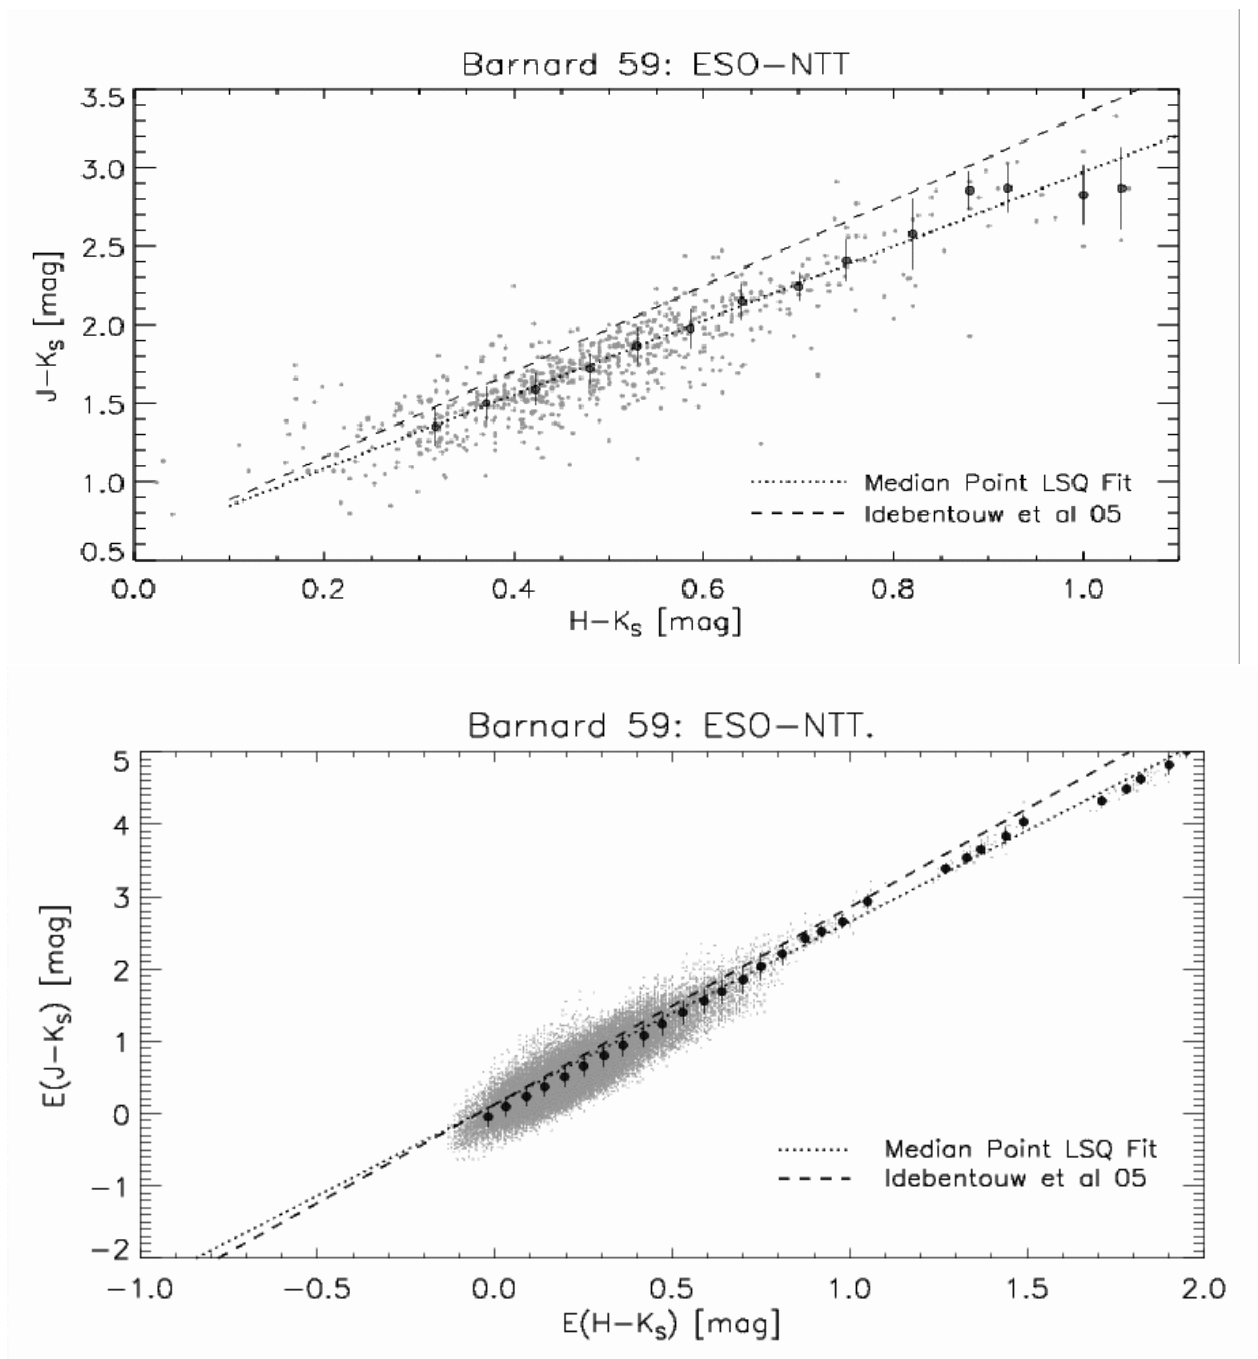 Barnard 59: ESO−NTT
3.5
3.0
2.5
2.0
1.5
1.0
0.5
J−Ks [mag]
Median Point LSQ Fit
Idebentouw et al 05
0.0 0.2 0.4 0.6 0.8 1.0
H−Ks [mag]
Barnard 59: ESO−NTT.
5
4
3
2
1
0
−1
−2
E(J−Ks) [mag]
Median Point LSQ Fit
Idebentouw et al 05
−1.0 −0.5 0.0 0.5 1.0 1.5 2.0
E(H−Ks) [mag]